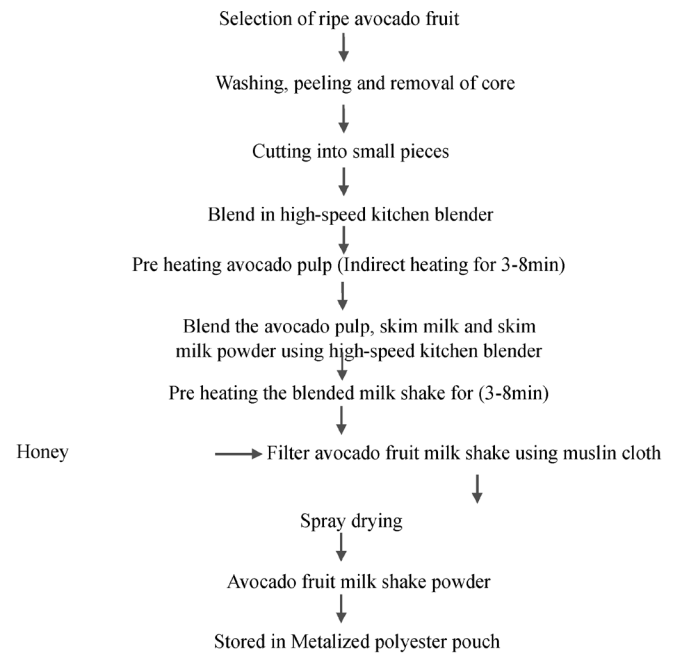 Selection of ripe avocado fruit
Washing, peeling and removal of core
Cutting into small pieces
Blend in high-speed kitchen blender
Pre heating avocado pulp (Indirect heating for 3-8min)
Blend the avocado pulp, skim milk and skim
milk powder using high-speed kitchen blender
Pre heating the blended milk shake for (3-8min)
Honey
Filter avocado fruit milk shake using muslin cloth
Spray drying
Avocado fruit milk shake powder
Stored in Metalized polyester pouch